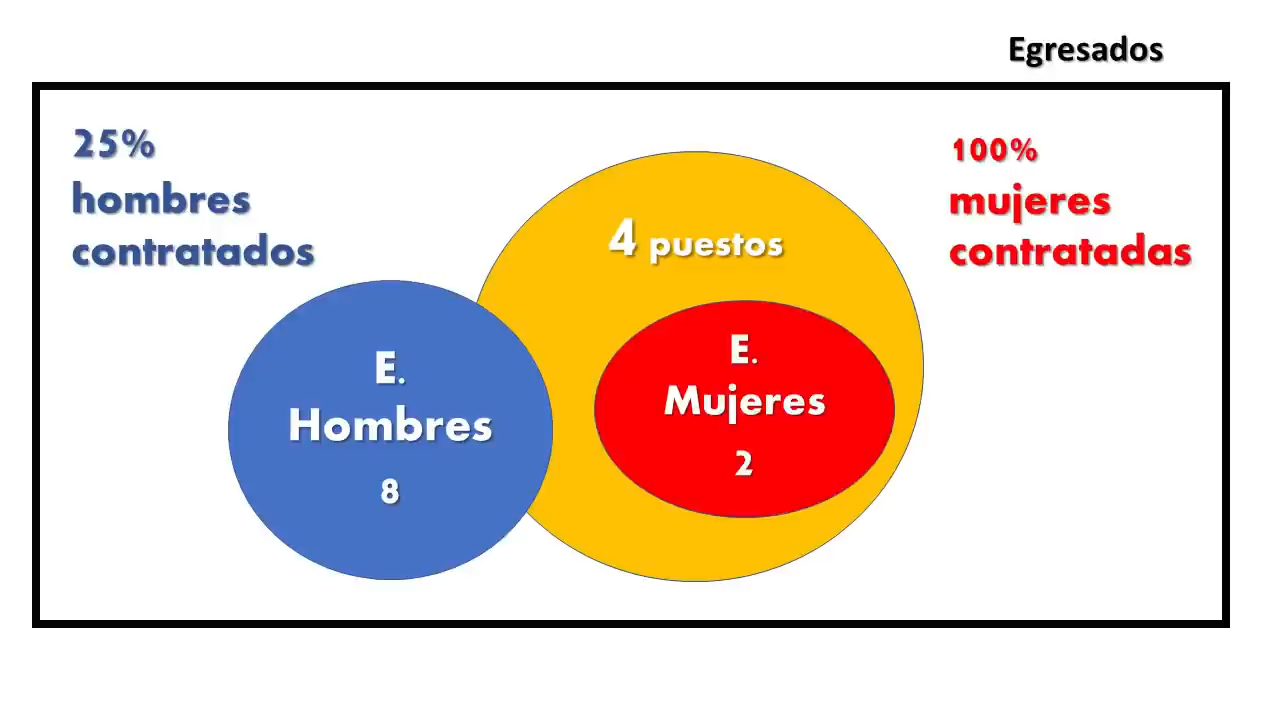 Egresados
25%
hombres
contratados
100%
mujeres
contratadas
4 puestos
E.
Hombres
8
E.
Mujeres
2